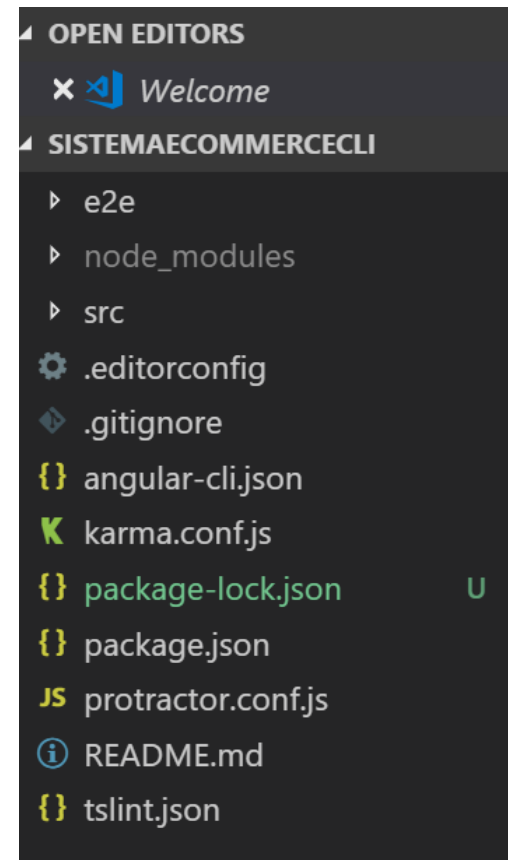 OPEN EDITORS
Welcome
SISTEMAECOMMERCECLI
e2e
node_modules
src
.editorconfig
.gitignore
{} angular-cli.json
K karma.conf.js
{} package-lock.json U
{} package.json
JS protractor.conf.js
README.md
{} tslint.json